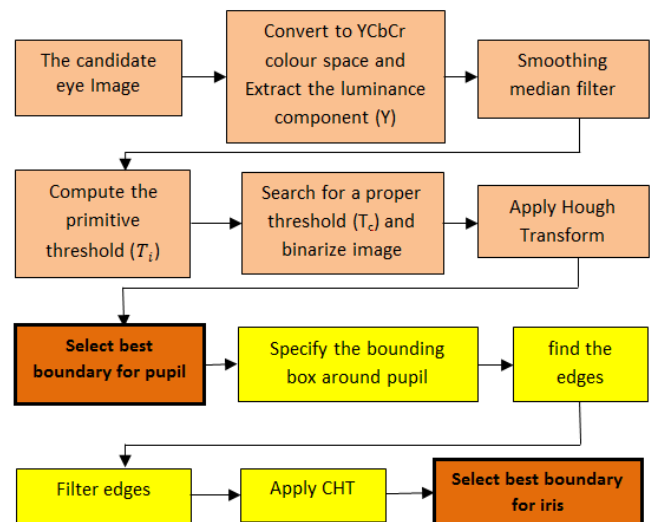 The candidate
eye Image
Convert to YCbCr
colour space and
Extract the luminance
component (Y)
Smoothing
median filter
Compute the
primitive
threshold (𝑇𝑖)
Search for a proper
threshold (Tc) and
binarize image
Apply Hough
Transform
Select best
boundary for pupil
Specify the bounding
box around pupil
find the
edges
Filter edges
Apply CHT
Select best boundary
for iris